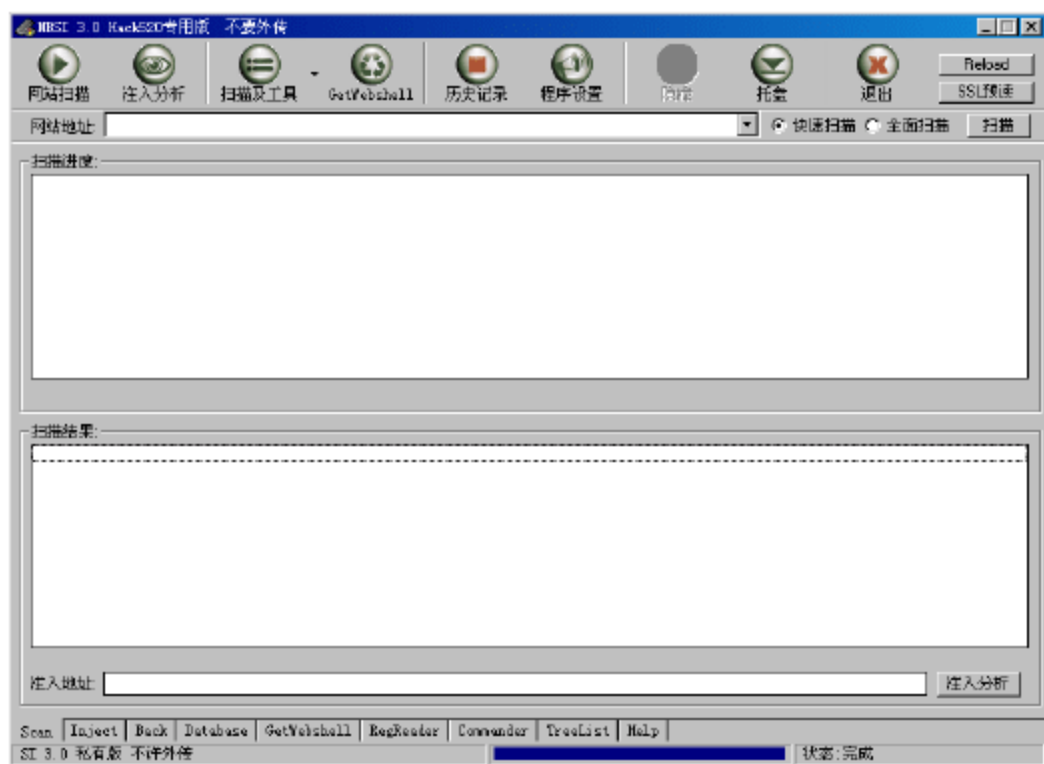 NBSI 3.0 Hack520专用版 不要外传
网站扫描 注入分析 扫描及工具 GetWebshell 历史记录 程序设置 托盘 退出 Reload
SSL预速
网站地址: 快速扫描 全面扫描 扫描
扫描进度:
扫描结果:
注入地址: 注入分析
Scan Inject Back Database GetWebshell RegReader Commander TreeList Help
SI 3.0 私有版 不许外传 状态:完成